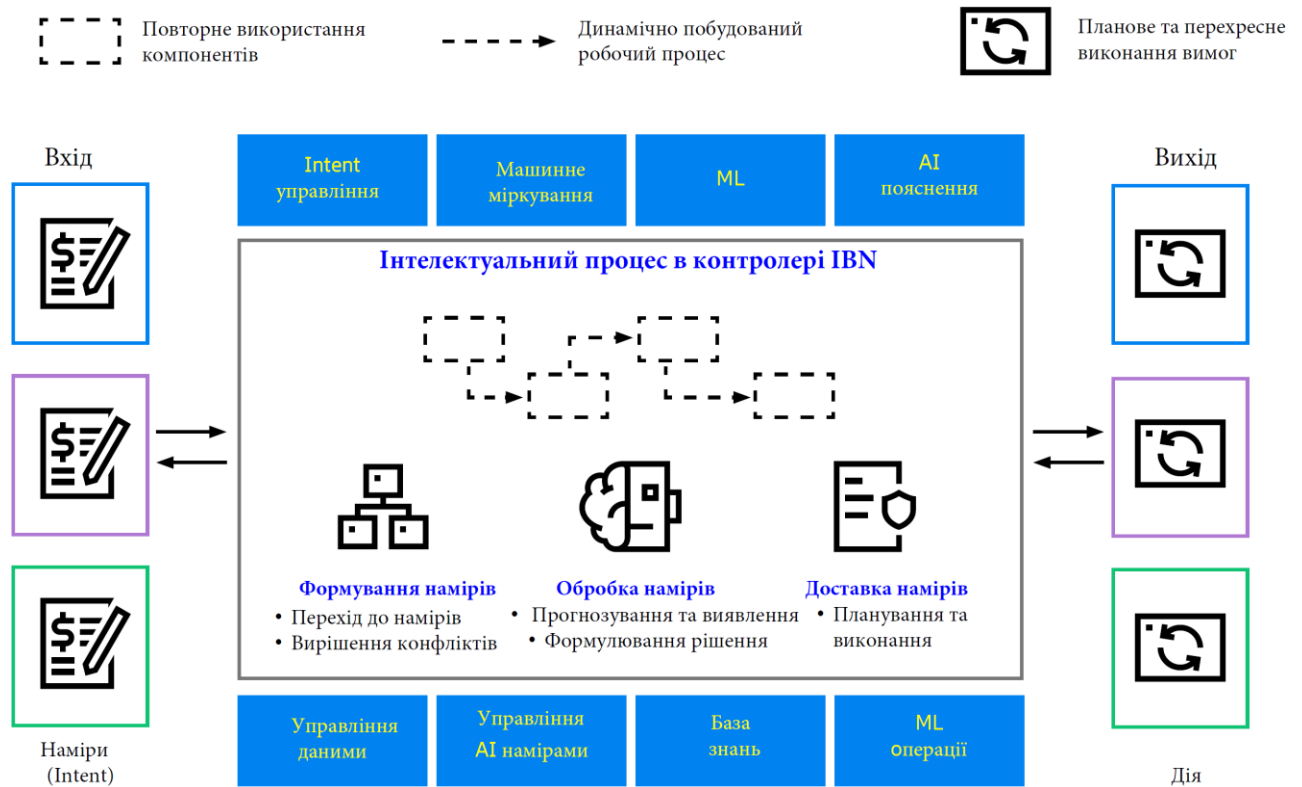 Повторне використання
компонентів
Динамічно побудований
робочий процес
Планове та перехресне
виконання вимог
Вхід
Intent
управління
Машинне
міркування
ML
AI
пояснення
Вихід
Інтелектуальний процес в контролері IBN
Формування намірів
• Перехід до намірів
• Вирішення конфліктів
Обробка намірів
• Прогнозування та виявлення
• Формулювання рішення
Доставка намірів
• Планування та
виконання
Управління
даними
Управління
AI намірами
База
знань
ML
операції
Наміри
(Intent)
Дія